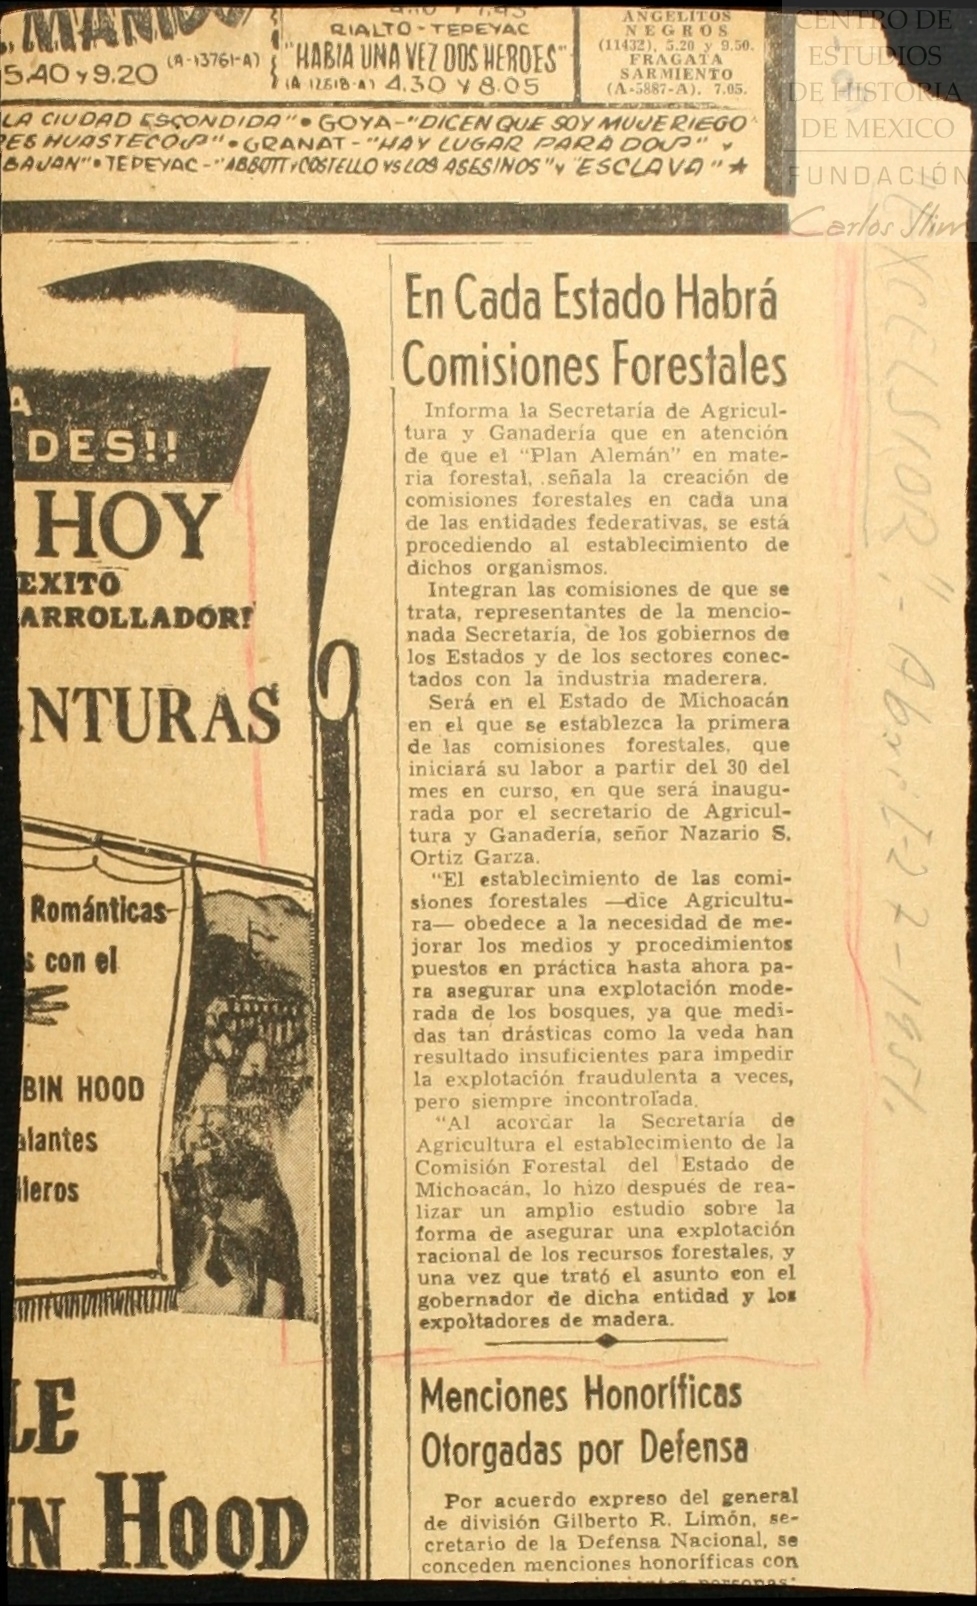 CENTRO DE
ESTUDIOS
DE HISTORIA
DE MEXICO
FUNDACIÓN
Carlos Slim
5.40 y 9.20 (A-13761-A)
RIALTO - TEPEYAC
"HABIA UNA VEZ DOS HEROES"
(A-12618-A) 4.30 Y 8.05
ANGELITOS
NEGROS
(11432), 5.20 y 9.50.
FRAGATA
SARMIENTO
(A-5887-A). 7.05.
LA CIUDAD ESCONDIDA" • GOYA - "DICEN QUE SOY MUJERIEGO"
• GRANAT - "HAY LUGAR PARA DOS" y
BAJAN" • TEPEYAC - "ABBOTT y COSTELLO VS LOS ASESINOS" y "ESCLAVA" ★
"EXCELSIOR".- Abril-27-1951.
En Cada Estado Habrá
Comisiones Forestales
Informa la Secretaría de Agricul-
tura y Ganadería que en atención
de que el "Plan Alemán" en mate-
ria forestal, señala la creación de
comisiones forestales en cada una
de las entidades federativas, se está
procediendo al establecimiento de
dichos organismos.
Integran las comisiones de que se
trata, representantes de la mencio-
nada Secretaría, de los gobiernos de
los Estados y de los sectores conec-
tados con la industria maderera.
Será en el Estado de Michoacán
en el que se establezca la primera
de las comisiones forestales, que
iniciará su labor a partir del 30 del
mes en curso, en que será inaugu-
rada por el secretario de Agricul-
tura y Ganadería, señor Nazario S.
Ortiz Garza.
"El establecimiento de las comi-
siones forestales —dice Agricultu-
ra— obedece a la necesidad de me-
jorar los medios y procedimientos
puestos en práctica hasta ahora pa-
ra asegurar una explotación mode-
rada de los bosques, ya que medi-
das tan drásticas como la veda han
resultado insuficientes para impedir
la explotación fraudulenta a veces,
pero siempre incontrolada.
"Al acordar la Secretaría de
Agricultura el establecimiento de la
Comisión Forestal del Estado de
Michoacán, lo hizo después de rea-
lizar un amplio estudio sobre la
forma de asegurar una explotación
racional de los recursos forestales, y
una vez que trató el asunto con el
gobernador de dicha entidad y los
expoltadores de madera.
Menciones Honoríficas
Otorgadas por Defensa
Por acuerdo expreso del general
de división Gilberto R. Limón, se-
cretario de la Defensa Nacional, se
conceden menciones honoríficas con
A
DES!!
HOY
EXITO
ARROLLADOR!
NTURAS
Románticas
s con el
BIN HOOD
alantes
lleros
LE
IN HOOD